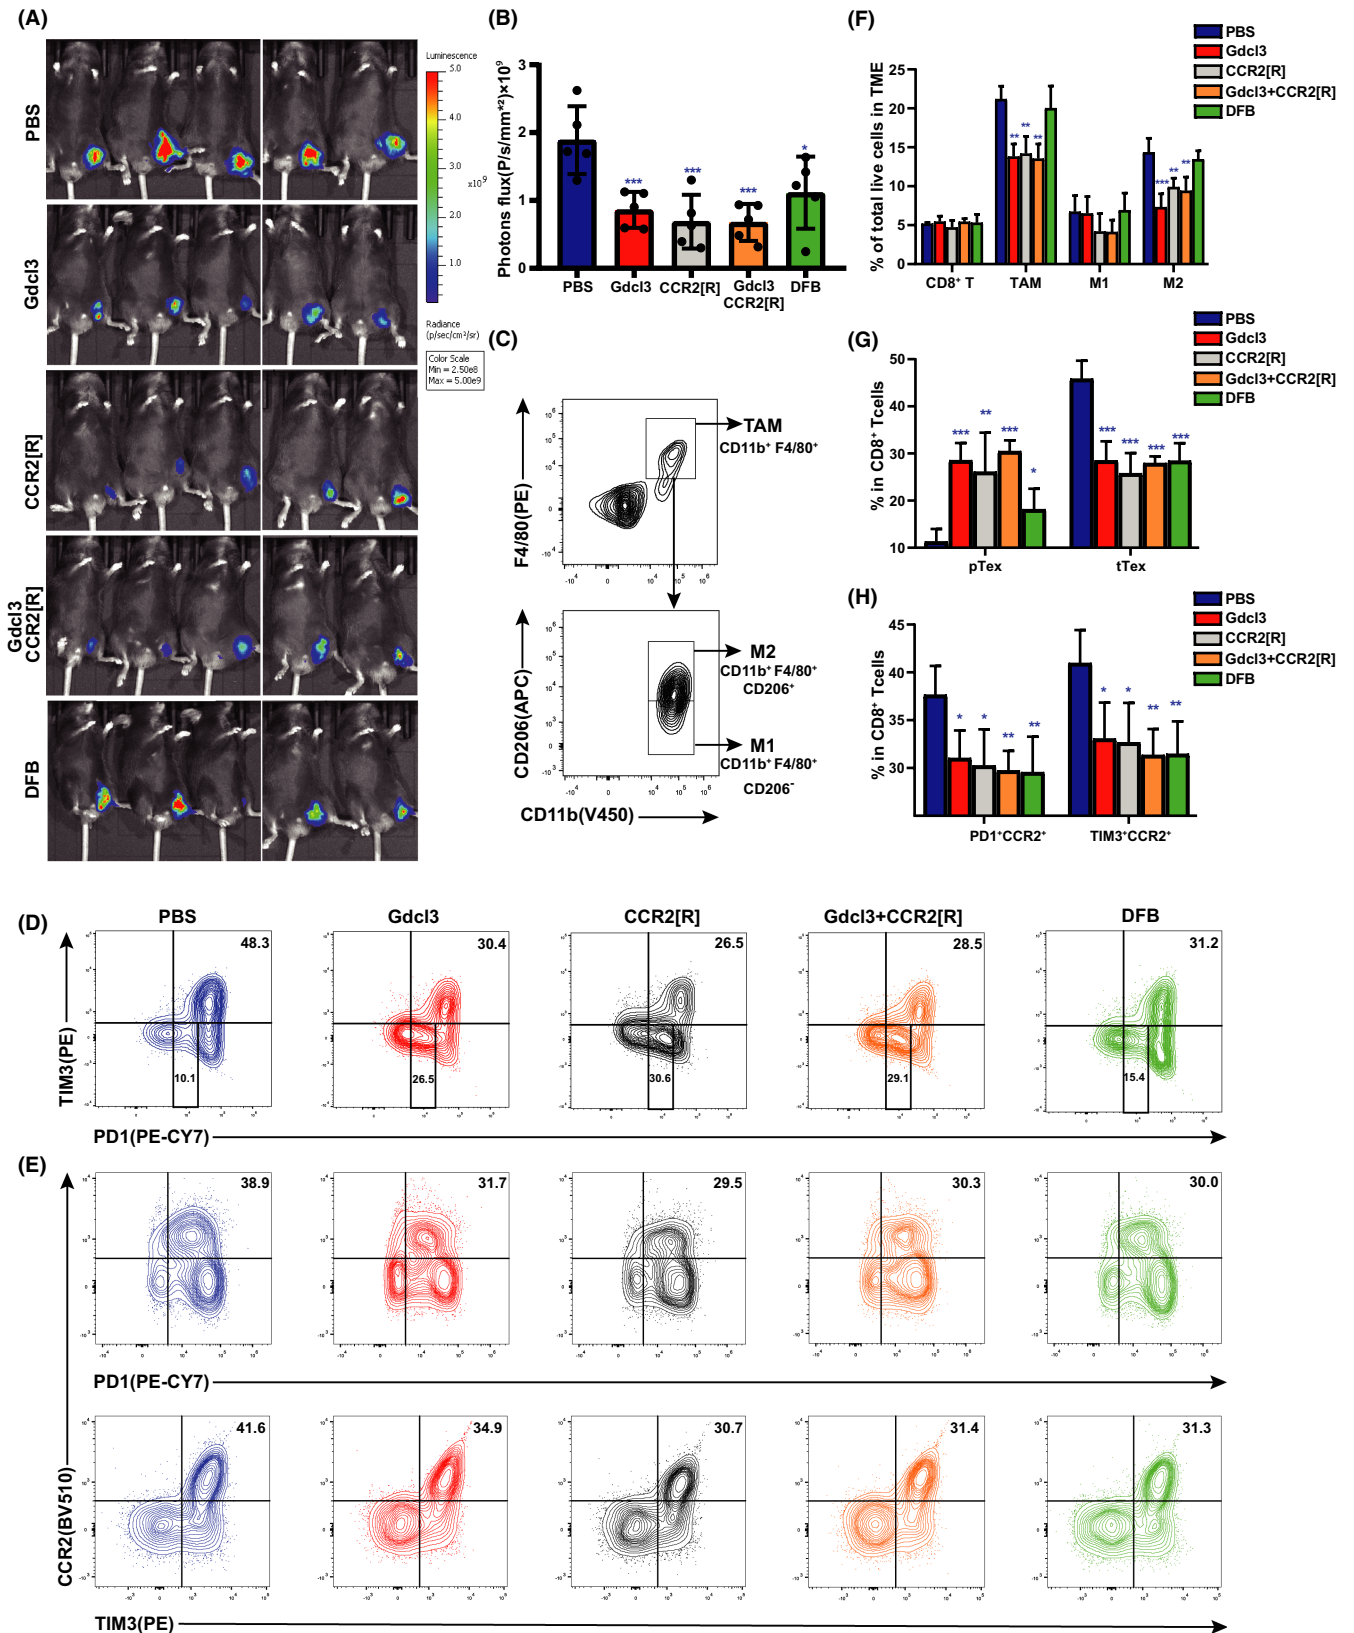 (A)
PBS
Gdcl3
CCR2[R]
Gdcl3
CCR2[R]
DFB
Luminescence
5.0
4.0
3.0
x10⁹
2.0
1.0
Radiance
(p/sec/cm²/sr)
Color Scale
Min = 2.50e8
Max = 5.00e9
(B)
Photons flux(P/s/mm*²)×10⁹
3
2
1
0
*** *** *** *
PBS Gdcl3 CCR2[R] Gdcl3 CCR2[R] DFB
(C)
F4/80(PE)
TAM
CD11b⁺ F4/80⁺
CD206(APC)
M2
CD11b⁺ F4/80⁺
CD206⁺
M1
CD11b⁺ F4/80⁺
CD206⁻
CD11b(V450)
(F)
PBS
Gdcl3
CCR2[R]
Gdcl3+CCR2[R]
DFB
% of total live cells in TME
25
20
15
10
5
0
** ** ** *** ** **
CD8⁺ T TAM M1 M2
(G)
PBS
Gdcl3
CCR2[R]
Gdcl3+CCR2[R]
DFB
% in CD8⁺ Tcells
50
40
30
20
10
*** ** *** * *** *** *** ***
pTex tTex
(H)
PBS
Gdcl3
CCR2[R]
Gdcl3+CCR2[R]
DFB
% in CD8⁺ Tcells
45
40
35
30
* * ** ** * * ** **
PD1⁺CCR2⁺ TIM3⁺CCR2⁺
(D)
PBS Gdcl3 CCR2[R] Gdcl3+CCR2[R] DFB
TIM3(PE)
48.3 30.4 26.5 28.5 31.2
10.1 26.5 30.6 29.1 15.4
PD1(PE-CY7)
(E)
38.9 31.7 29.5 30.3 30.0
PD1(PE-CY7)
CCR2(BV510)
41.6 34.9 30.7 31.4 31.3
TIM3(PE)